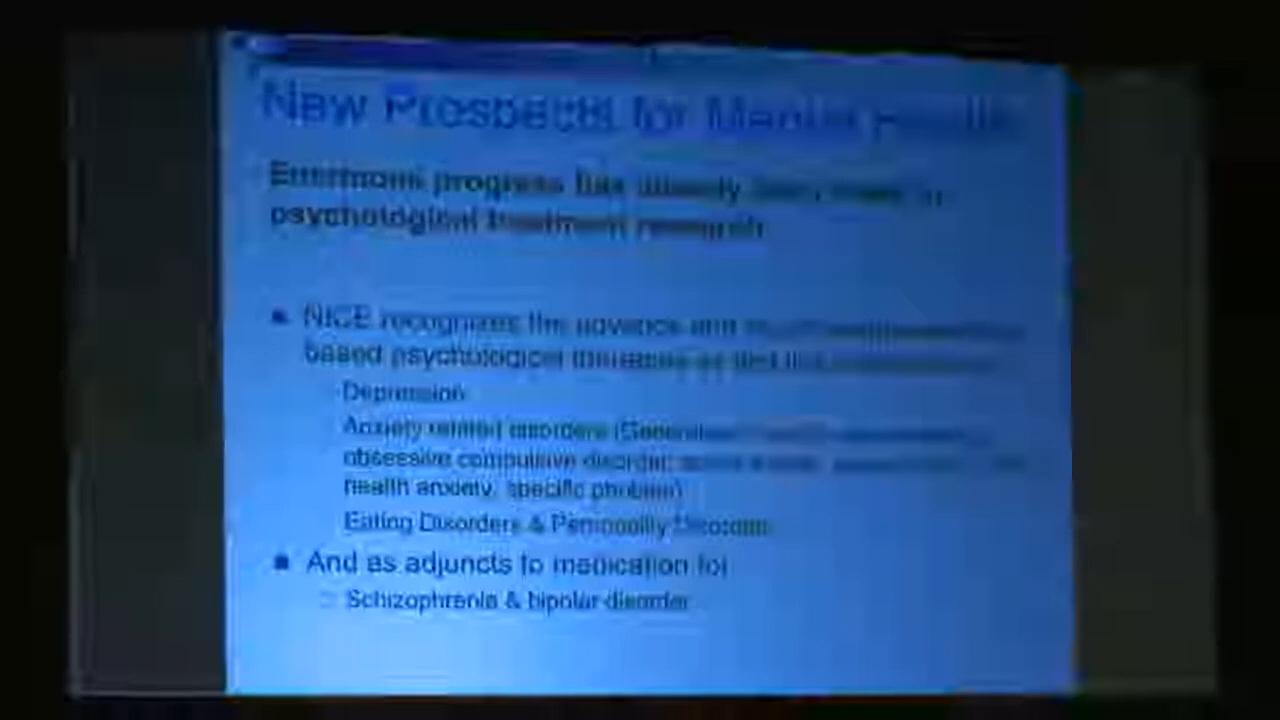 New Prospects for Mental Health
Enormous progress has already been made in
psychological treatment research
NICE recognizes the advance and
based psychological therapies as first line
Depression
Anxiety related disorders (Generalised
obsessive compulsive disorder,
health anxiety, specific phobias)
Eating Disorders & Personality Disorders
And as adjuncts to medication for
Schizophrenia & bipolar disorder